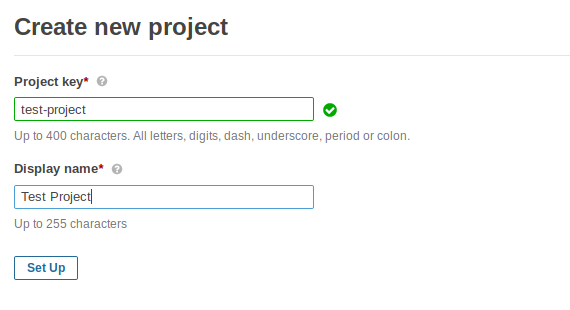 Create new project
Project key*
test-project
Up to 400 characters. All letters, digits, dash, underscore, period or colon.
Display name*
Test Project
Up to 255 characters
Set Up